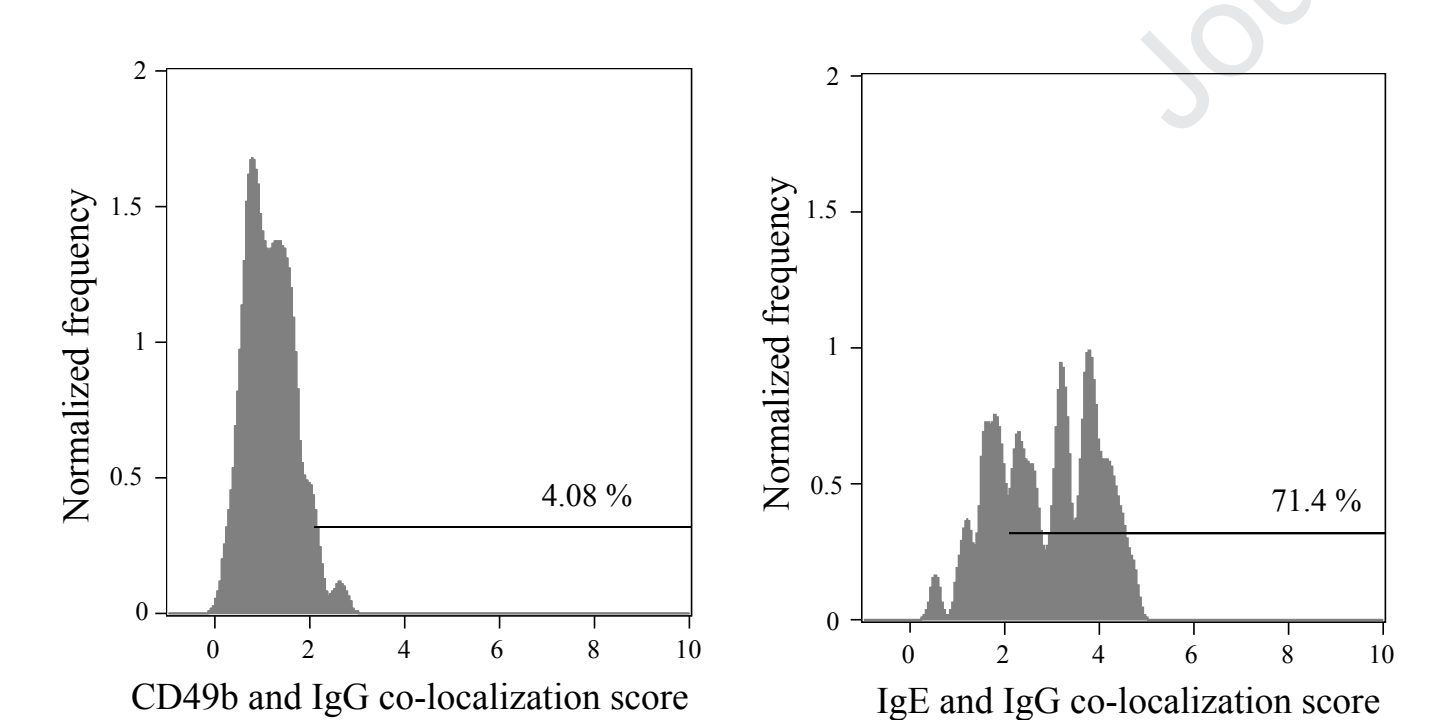 Jou
2
1.5
1
0.5
0
Normalized frequency
4.08 %
0 2 4 6 8 10
CD49b and IgG co-localization score
2
1.5
1
0.5
0
Normalized frequency
71.4 %
0 2 4 6 8 10
IgE and IgG co-localization score